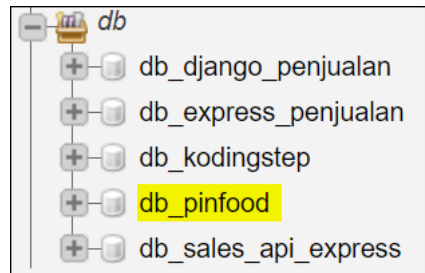 db
db_django_penjualan
db_express_penjualan
db_kodingstep
db_pinfood
db_sales_api_express